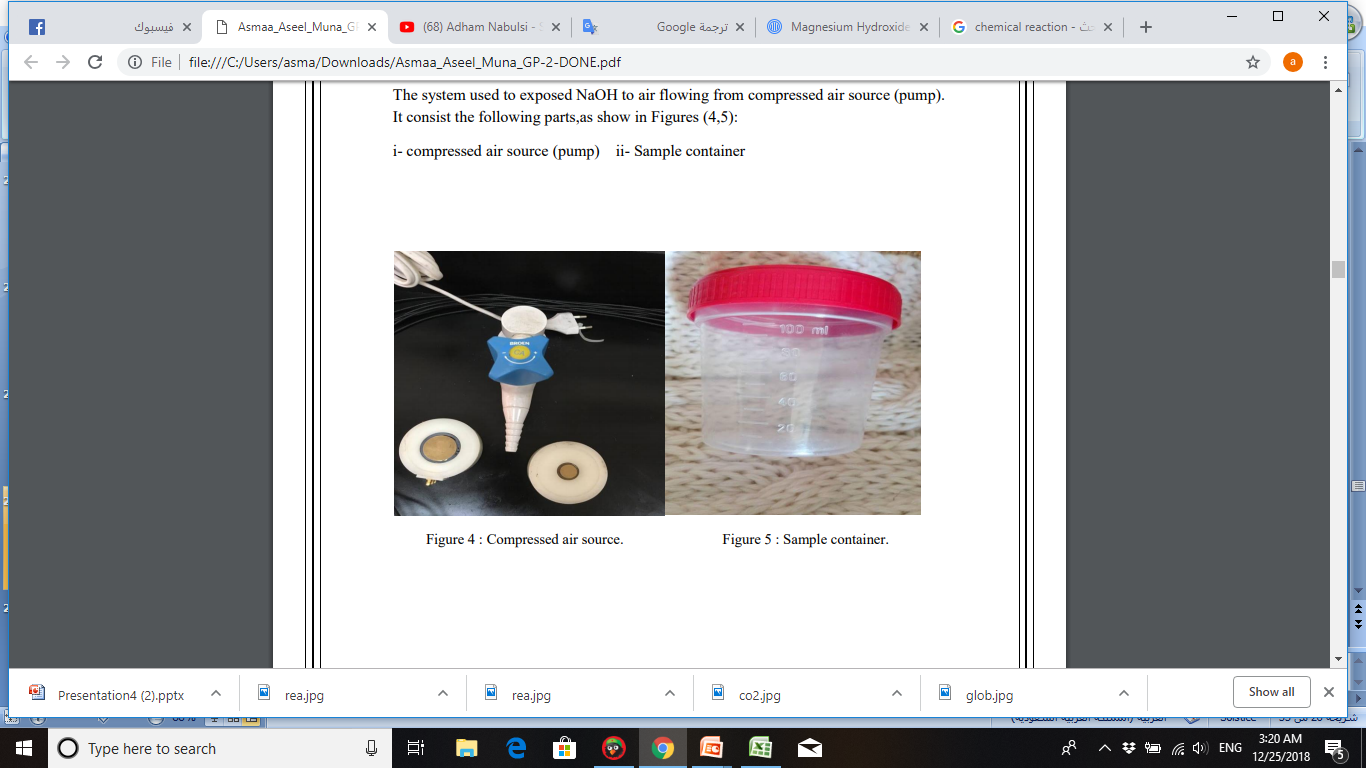 فيسبوك
Asmaa_Aseel_Muna_G
(68) Adham Nabulsi -
ترجمة Google
Magnesium Hydroxide
chemical reaction -
File
file:///C:/Users/asma/Downloads/Asmaa_Aseel_Muna_GP-2-DONE.pdf
a
The system used to exposed NaOH to air flowing from compressed air source (pump).
It consist the following parts,as show in Figures (4,5):
i- compressed air source (pump) ii- Sample container
BROEN
100 ml
80
60
40
20
Figure 4 : Compressed air source.
Figure 5 : Sample container.
Presentation4 (2).pptx
rea.jpg
rea.jpg
co2.jpg
glob.jpg
Show all
Type here to search
ENG
3:20 AM
12/25/2018
5